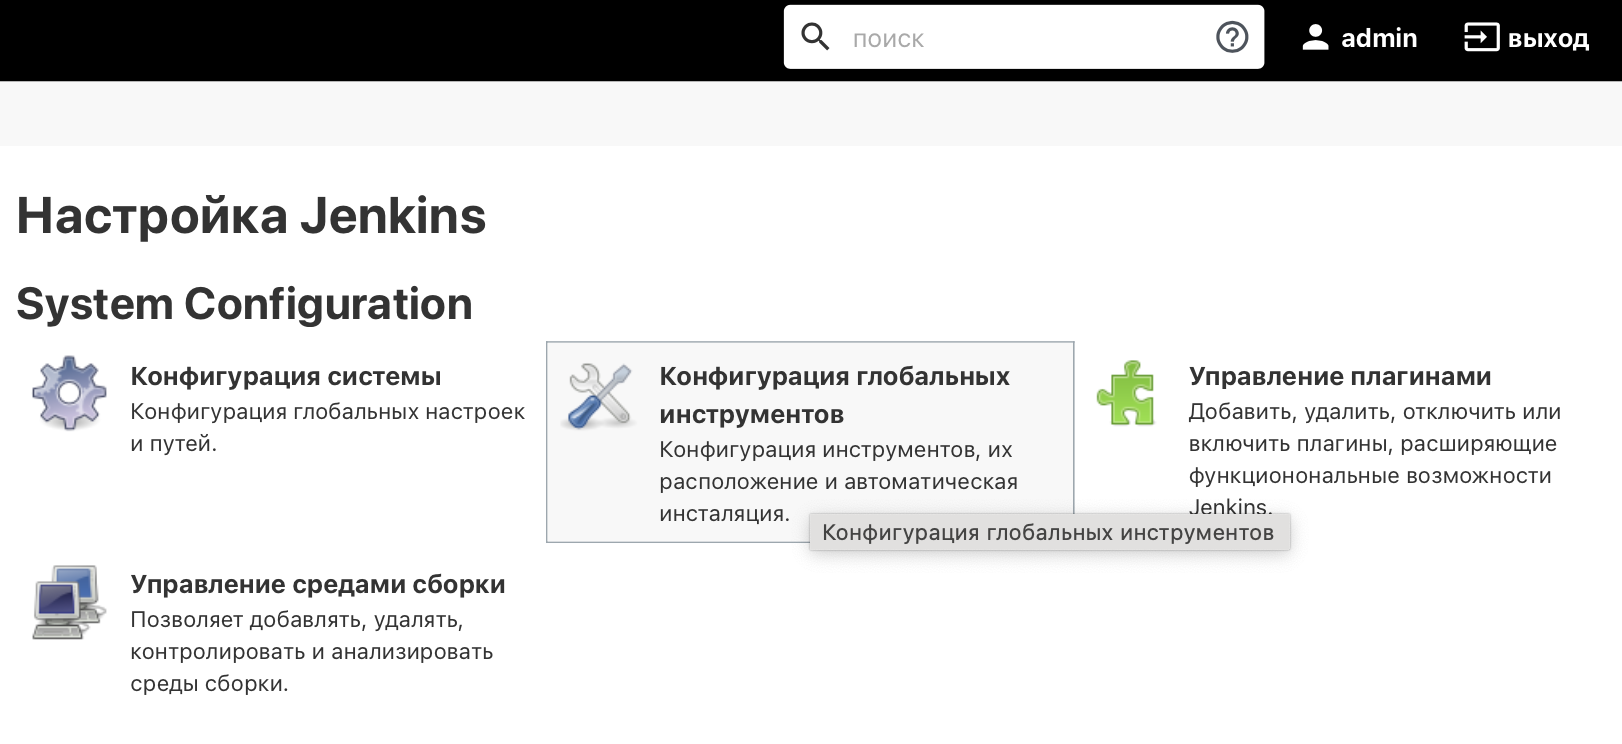 поиск
admin
выход
Настройка Jenkins
System Configuration
Конфигурация системы
Конфигурация глобальных настроек
и путей.
Конфигурация глобальных
инструментов
Конфигурация инструментов, их
расположение и автоматическая
инсталяция.
Управление плагинами
Добавить, удалить, отключить или
включить плагины, расширяющие
функциононалые возможности
Jenkins.
Конфигурация глобальных инструментов
Управление средами сборки
Позволяет добавлять, удалять,
контролировать и анализировать
среды сборки.